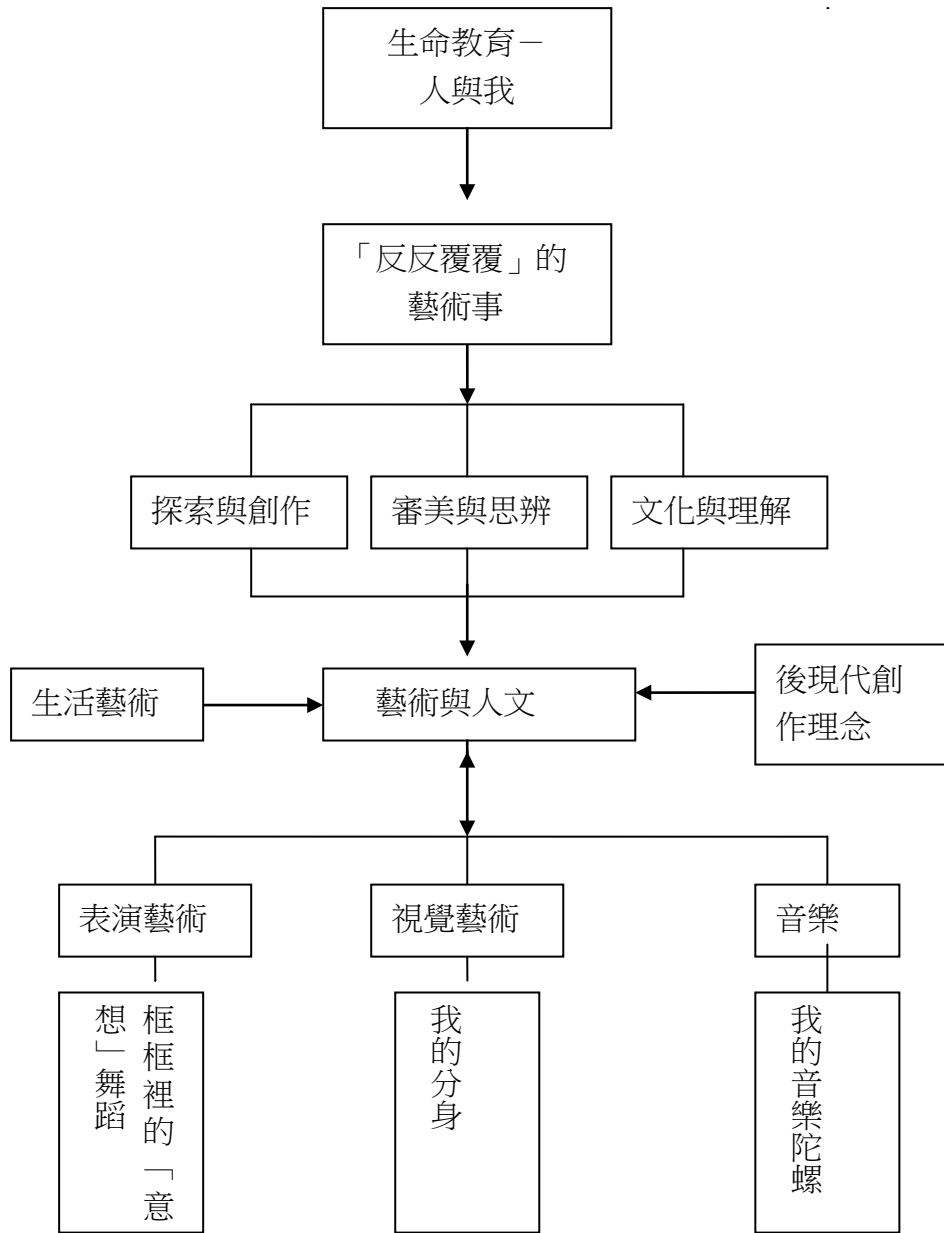 生命教育－
人與我
「反反覆覆」的
藝術事
探索與創作
審美與思辨
文化與理解
生活藝術
藝術與人文
後現代創
作理念
表演藝術
視覺藝術
音樂
框框裡的「意
想」舞蹈
我的分身
我的音樂陀螺